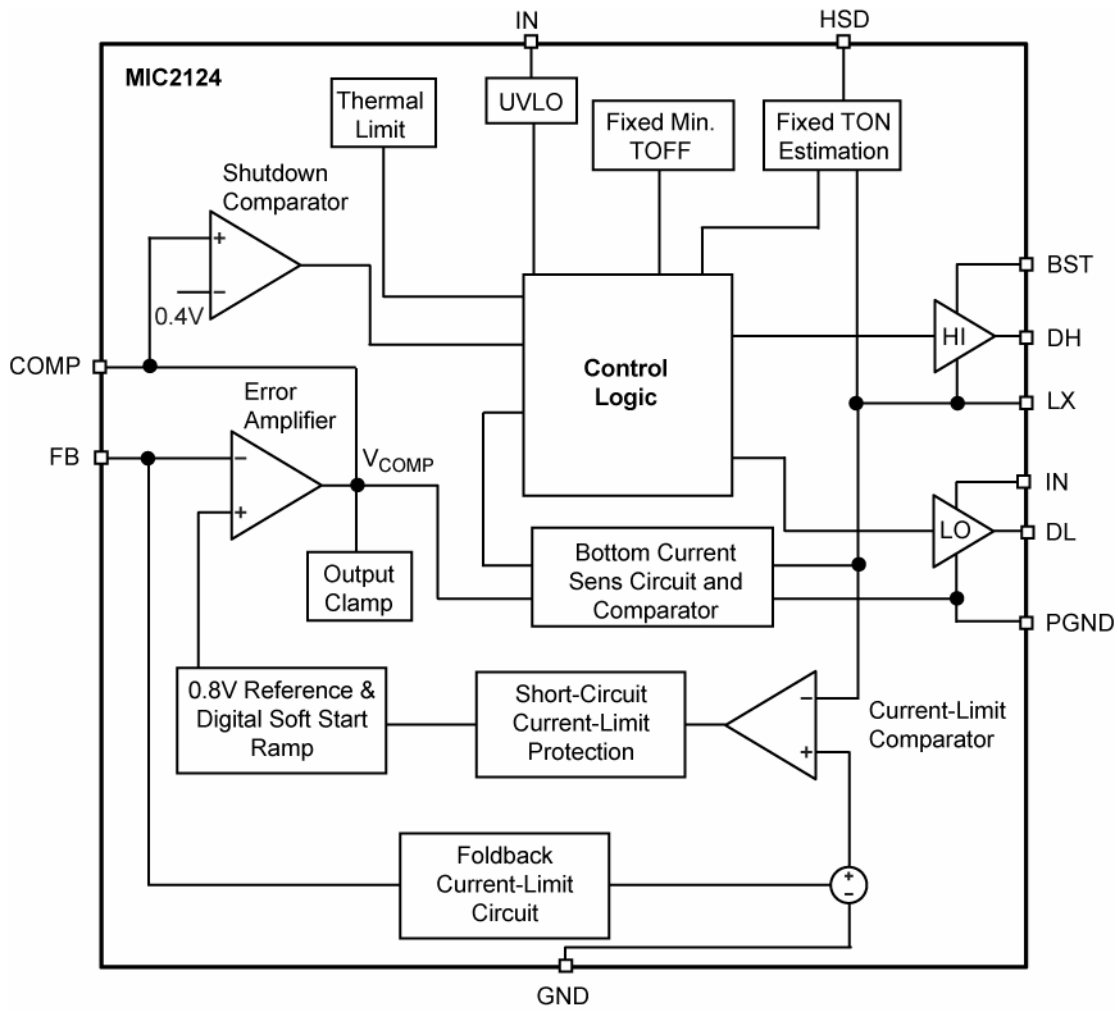 IN
HSD
MIC2124
Thermal
Limit
UVLO
Fixed Min.
TOFF
Fixed TON
Estimation
Shutdown
Comparator
+
−
0.4V
BST
HI
DH
COMP
Control
Logic
LX
Error
Amplifier
FB
−
+
VCOMP
IN
LO
DL
Output
Clamp
Bottom Current
Sens Circuit and
Comparator
PGND
0.8V Reference &
Digital Soft Start
Ramp
Short-Circuit
Current-Limit
Protection
−
+
Current-Limit
Comparator
Foldback
Current-Limit
Circuit
+
−
GND